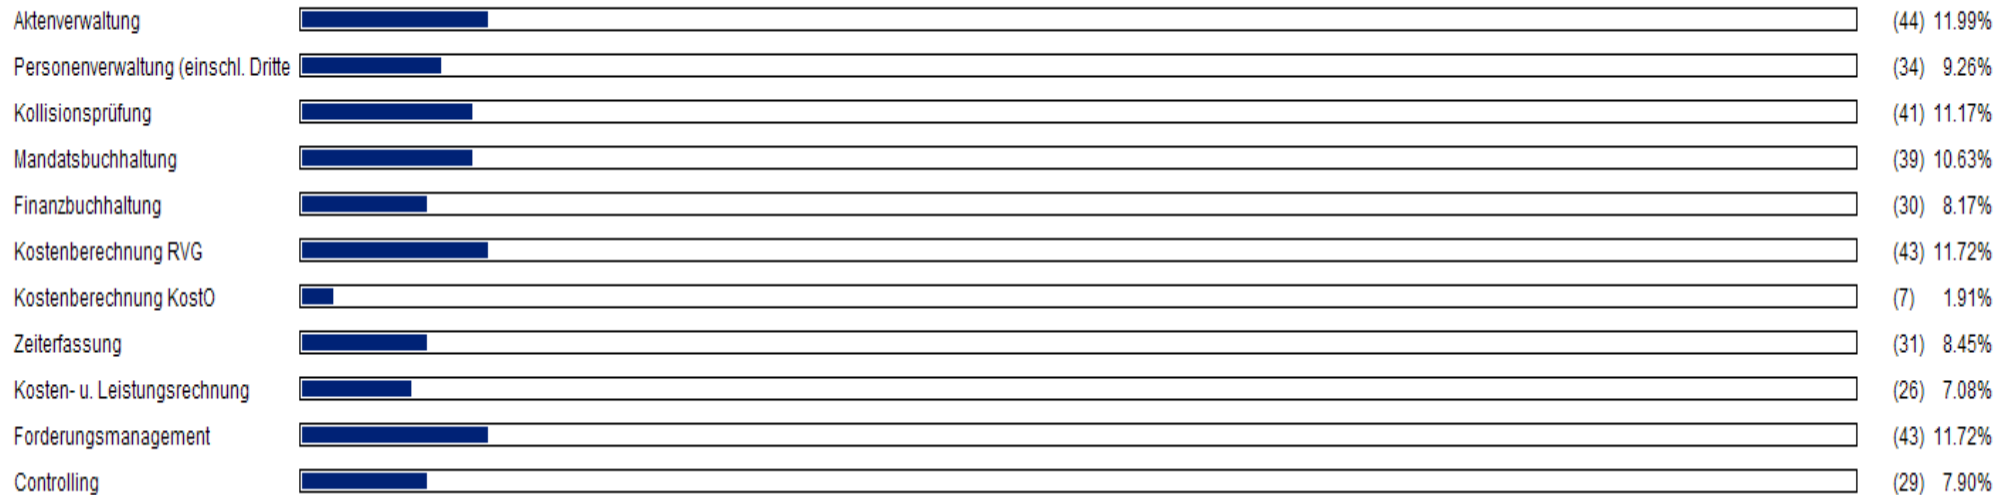 Aktenverwaltung (44) 11.99%
Personenverwaltung (einschl. Dritte (34) 9.26%
Kollisionsprüfung (41) 11.17%
Mandatsbuchhaltung (39) 10.63%
Finanzbuchhaltung (30) 8.17%
Kostenberechnung RVG (43) 11.72%
Kostenberechnung KostO (7) 1.91%
Zeiterfassung (31) 8.45%
Kosten- u. Leistungsrechnung (26) 7.08%
Forderungsmanagement (43) 11.72%
Controlling (29) 7.90%